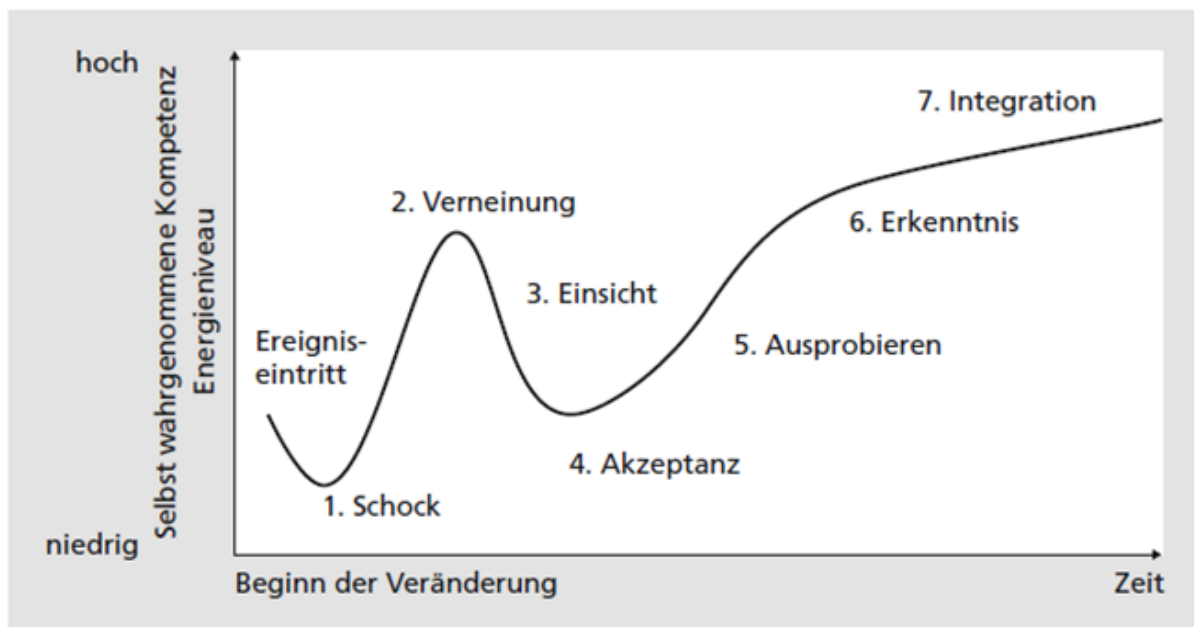 hoch
Selbst wahrgenommene Kompetenz
Energieniveau
niedrig
Ereignis-
eintritt
1. Schock
2. Verneinung
3. Einsicht
4. Akzeptanz
5. Ausprobieren
6. Erkenntnis
7. Integration
Beginn der Veränderung
Zeit